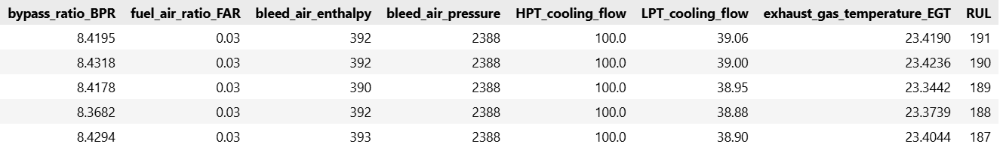 bypass_ratio_BPR fuel_air_ratio_FAR bleed_air_enthalpy bleed_air_pressure HPT_cooling_flow LPT_cooling_flow exhaust_gas_temperature_EGT RUL
8.4195 0.03 392 2388 100.0 39.06 23.4190 191
8.4318 0.03 392 2388 100.0 39.00 23.4236 190
8.4178 0.03 390 2388 100.0 38.95 23.3442 189
8.3682 0.03 392 2388 100.0 38.88 23.3739 188
8.4294 0.03 393 2388 100.0 38.90 23.4044 187